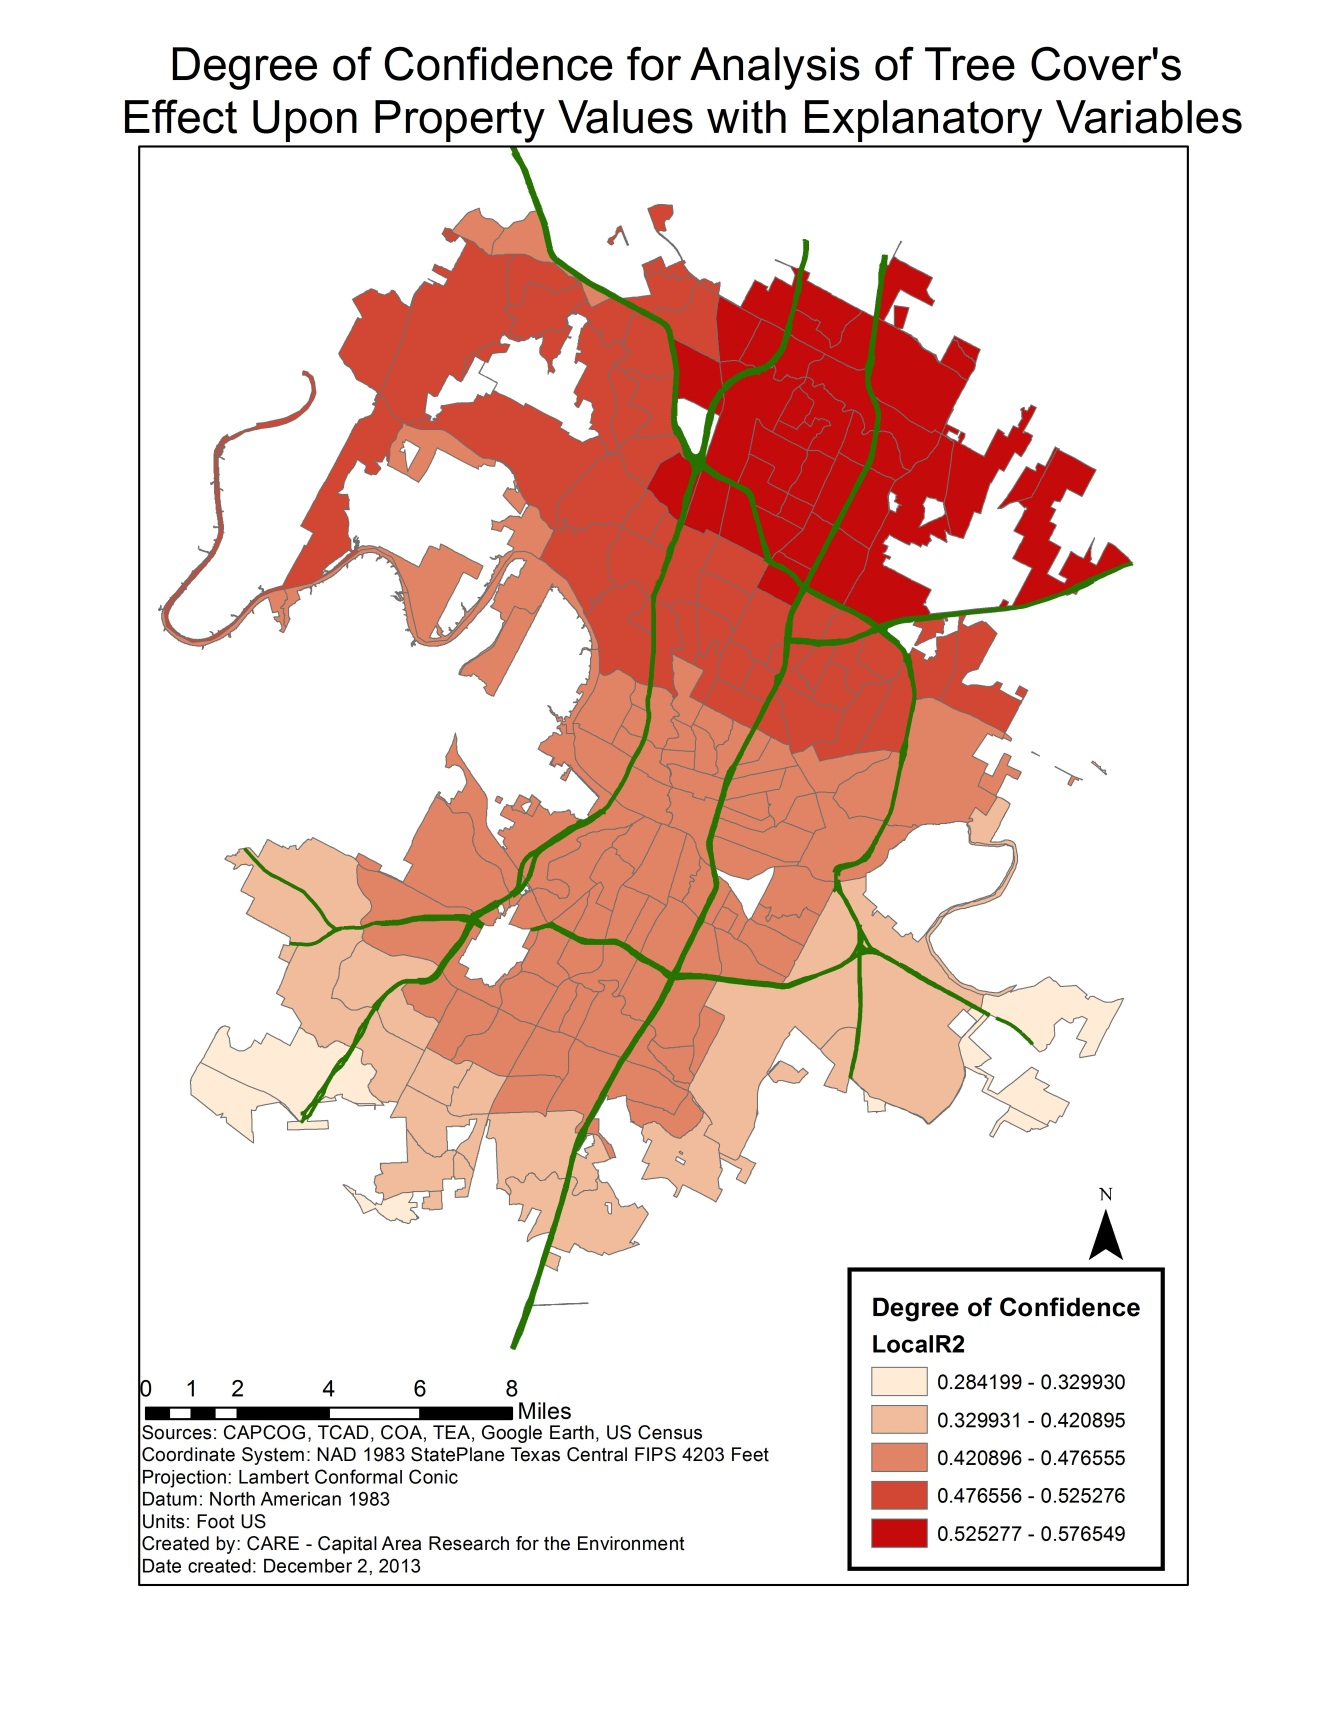 Degree of Confidence for Analysis of Tree Cover's
Effect Upon Property Values with Explanatory Variables
N
Degree of Confidence
LocalR2
0.284199 - 0.329930
0.329931 - 0.420895
0.420896 - 0.476555
0.476556 - 0.525276
0.525277 - 0.576549
0 1 2 4 6 8
Miles
Sources: CAPCOG, TCAD, COA, TEA, Google Earth, US Census
Coordinate System: NAD 1983 StatePlane Texas Central FIPS 4203 Feet
Projection: Lambert Conformal Conic
Datum: North American 1983
Units: Foot US
Created by: CARE - Capital Area Research for the Environment
Date created: December 2, 2013